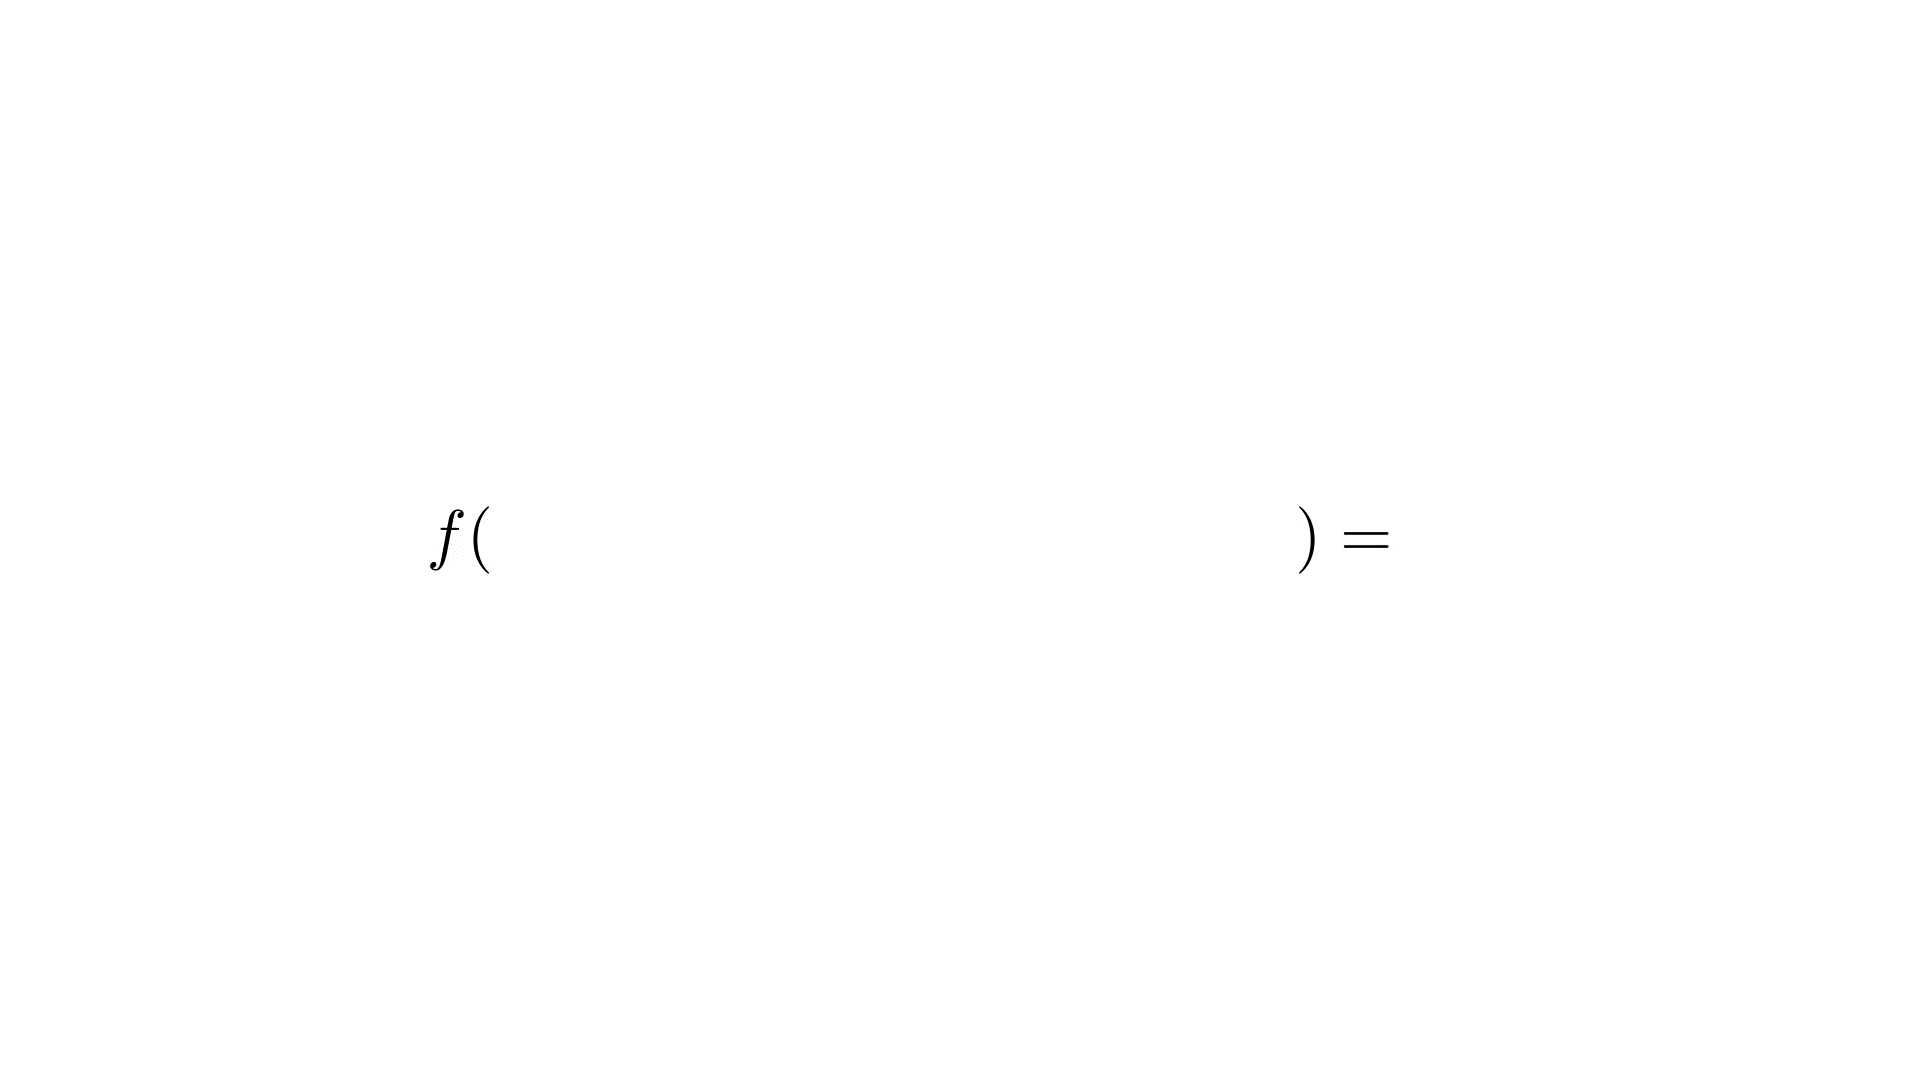 f( ) =